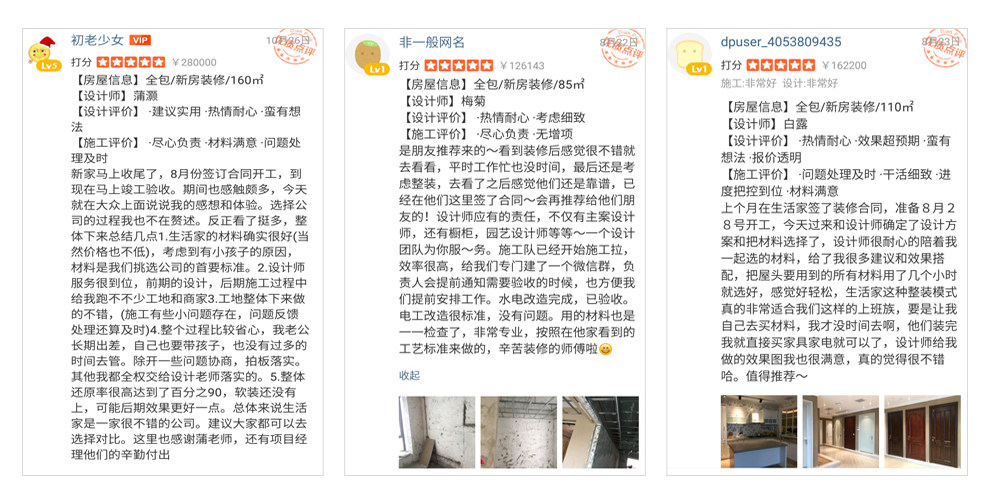 初老少女 VIP
10月26日
Lv5
打分 ￥280000
【房屋信息】全包/新房装修/160㎡
【设计师】蒲灏
【设计评价】 ·建议实用 ·热情耐心 ·蛮有想
法
【施工评价】 ·尽心负责 ·材料满意 ·问题处
理及时
新家马上收尾了，8月份签订合同开工，到
现在马上竣工验收。期间也感触颇多，今天
就在大众上面说说我的感想和体验。选择公
司的过程我也不在赘述。反正看了挺多，整
体下来总结几点1.生活家的材料确实很好(当
然价格也不低)，考虑到有小孩子的原因，
材料是我们挑选公司的首要标准。2.设计师
服务很到位，前期的设计，后期施工过程中
给我跑不不少工地和商家3.工地整体下来做
的不错，(施工有些小问题存在，问题反馈
处理还算及时)4.整个过程比较省心，我老公
长期出差，自己也要带孩子，也没有过多的
时间去管。除开一些问题协商，拍板落实。
其他我都全权交给设计老师落实的。5.整体
还原率很高达到了百分之90，软装还没有
上，可能后期效果更好一点。总体来说生活
家是一家很不错的公司。建议大家都可以去
选择对比。这里也感谢蒲老师，还有项目经
理他们的辛勤付出
非一般网名
8月22日
Lv1
打分 ￥126143
【房屋信息】全包/新房装修/85㎡
【设计师】梅菊
【设计评价】 ·热情耐心 ·考虑细致
【施工评价】 ·尽心负责 ·无增项
是朋友推荐来的～看到装修后感觉很不错就
去看看，平时工作忙也没时间，最后还是考
虑整装，去看了之后感觉他们还是靠谱，已
经在他们这里签了合同～会再推荐给他们朋
友的！设计师应有的责任，不仅有主案设计
师，还有橱柜，园艺设计师等等～一个设计
团队为你服～务。施工队已经开始施工拉，
效率很高，给我们专门建了一个微信群，负
责人会提前通知需要验收的时候，也方便我
们提前安排工作。水电改造完成，已验收。
电工改造很标准，没有问题。用的材料也是
一一检查了，非常专业，按照在他家看到的
工艺标准来做的，辛苦装修的师傅啦😄
收起
dpuser_4053809435
8月23日
Lv1
打分 ￥162200
施工:非常好 设计:非常好
【房屋信息】全包/新房装修/110㎡
【设计师】白露
【设计评价】 ·热情耐心 ·效果超预期 ·蛮有
想法 ·报价透明
【施工评价】 ·问题处理及时 ·干活细致 ·进
度把控到位 ·材料满意
上个月在生活家签了装修合同，准备８月２
８号开工，今天过来和设计师确定了设计方
案和把材料选择了，设计师很耐心的陪着我
一起选的材料，给了我很多建议和效果搭
配，把屋头要用到的所有材料用了几个小时
就选好，感觉好轻松，生活家这种整装模式
真的非常适合我们这样的上班族，要是让我
自己去买材料，我才没时间去啊，他们装完
我就直接要买家具家电就可以了，设计师给我
做的效果图我也很满意，真的觉得很不错
哈。值得推荐～